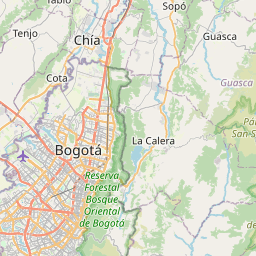 Tabio
Sopó
Tenjo
Chía
Guasca
Cota
Guasca
Pa
San
La Calera
Bogotá
Reserva
Forestal
Bosque
Oriental
de Bogotá